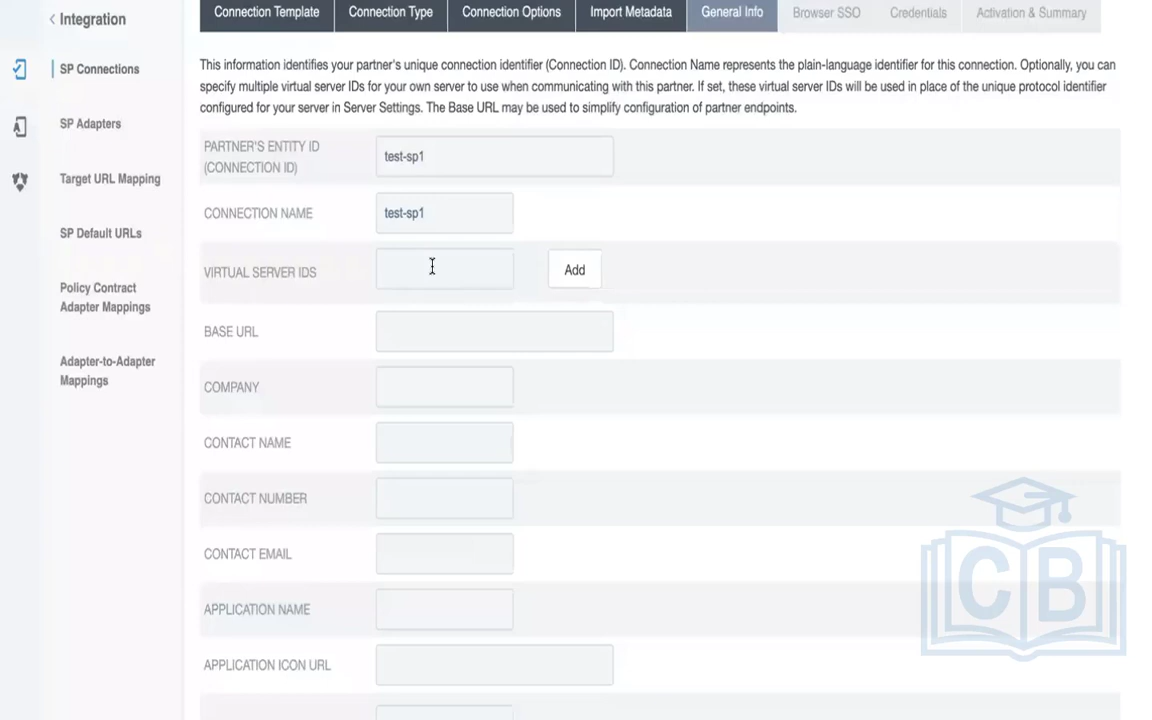 Integration
Connection Template
Connection Type
Connection Options
Import Metadata
General Info
Browser SSO
Credentials
Activation & Summary
SP Connections
SP Adapters
Target URL Mapping
SP Default URLs
Policy Contract
Adapter Mappings
Adapter-to-Adapter
Mappings
This information identifies your partner's unique connection identifier (Connection ID). Connection Name represents the plain-language identifier for this connection. Optionally, you can
specify multiple virtual server IDs for your own server to use when communicating with this partner. If set, these virtual server IDs will be used in place of the unique protocol identifier
configured for your server in Server Settings. The Base URL may be used to simplify configuration of partner endpoints.
PARTNER'S ENTITY ID
(CONNECTION ID)
test-sp1
CONNECTION NAME
test-sp1
VIRTUAL SERVER IDS
Add
BASE URL
COMPANY
CONTACT NAME
CONTACT NUMBER
CONTACT EMAIL
APPLICATION NAME
APPLICATION ICON URL
CB